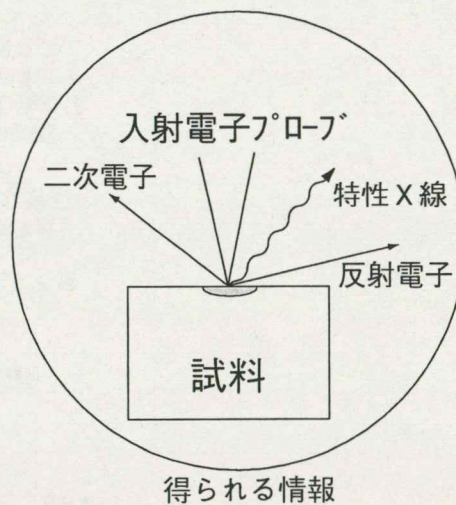 入射電子プローブ
二次電子
特性X線
反射電子
試料
得られる情報